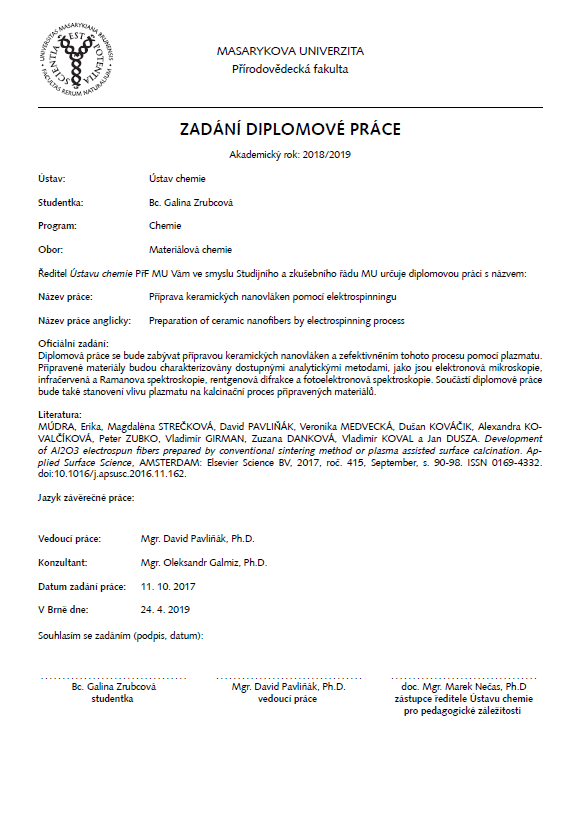 UNIVERSITAS MASARYKIANA BRUNENSIS
FACULTAS RERUM NATURALIUM
SCIENTIA EST POTENTIA
MASARYKOVA UNIVERZITA
Přírodovědecká fakulta
ZADÁNÍ DIPLOMOVÉ PRÁCE
Akademický rok: 2018/2019
Ústav: Ústav chemie
Studentka: Bc. Galina Zrubcová
Program: Chemie
Obor: Materiálová chemie
Ředitel Ústavu chemie PřF MU Vám ve smyslu Studijního a zkušebního řádu MU určuje diplomovou práci s názvem:
Název práce: Příprava keramických nanovláken pomocí elektrospinningu
Název práce anglicky: Preparation of ceramic nanofibers by electrospinning process
Oficiální zadání:
Diplomová práce se bude zabývat přípravou keramických nanovláken a zefektivněním tohoto procesu pomocí plazmatu.
Připravené materiály budou charakterizovány dostupnými analytickými metodami, jako jsou elektronová mikroskopie,
infračervená a Ramanova spektroskopie, rentgenová difrakce a fotoelektronová spektroskopie. Součástí diplomové práce
bude také stanovení vlivu plazmatu na kalcinační proces připravených materiálů.
Literatura:
MÚDRA, Erika, Magdaléna STREČKOVÁ, David PAVLIŇÁK, Veronika MEDVECKÁ, Dušan KOVÁČIK, Alexandra KO-
VALČÍKOVÁ, Peter ZUBKO, Vladimír GIRMAN, Zuzana DANKOVÁ, Vladimir KOVAL a Jan DUSZA. Development
of Al2O3 electrospun fibers prepared by conventional sintering method or plasma assisted surface calcination. Ap-
plied Surface Science, AMSTERDAM: Elsevier Science BV, 2017, roč. 415, September, s. 90-98. ISSN 0169-4332.
doi:10.1016/j.apsusc.2016.11.162.
Jazyk závěrečné práce:
Vedoucí práce: Mgr. David Pavliňák, Ph.D.
Konzultant: Mgr. Oleksandr Galmiz, Ph.D.
Datum zadání práce: 11. 10. 2017
V Brně dne: 24. 4. 2019
Souhlasím se zadáním (podpis, datum):
Bc. Galina Zrubcová Mgr. David Pavliňák, Ph.D. doc. Mgr. Marek Nečas, Ph.D
studentka vedoucí práce zástupce ředitele Ústavu chemie
pro pedagogické záležitosti